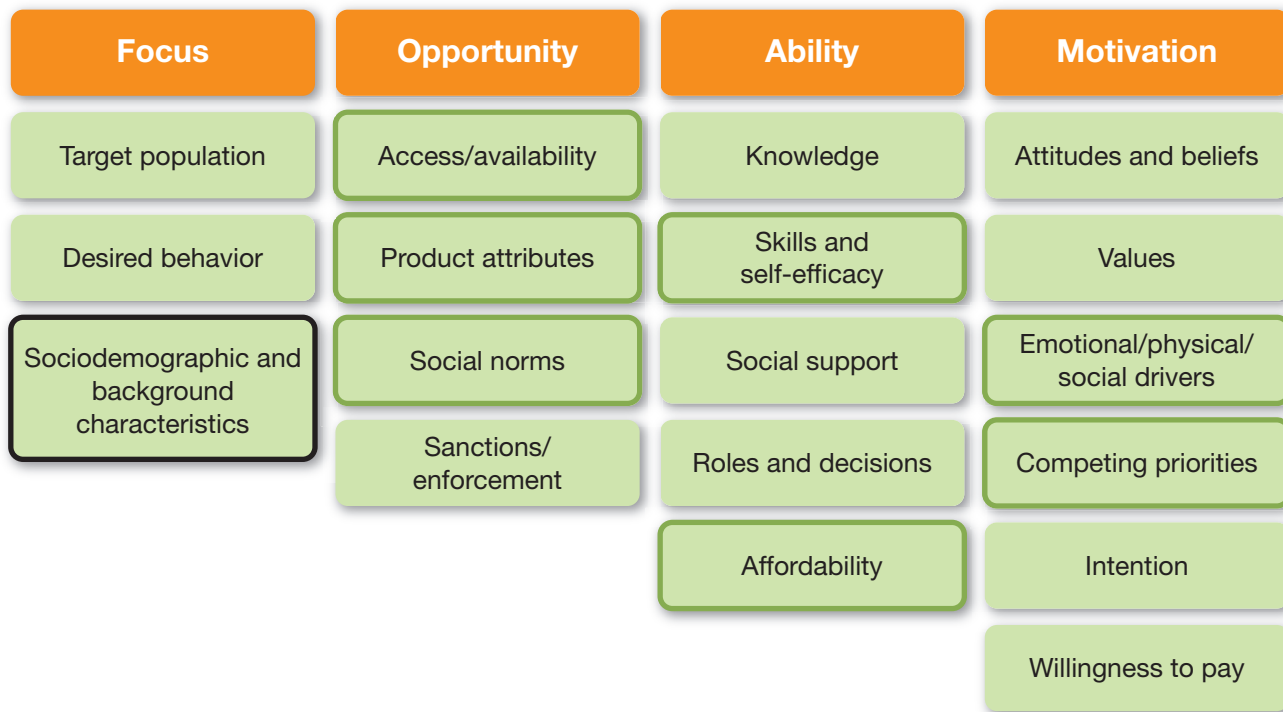 Focus
Opportunity
Ability
Motivation
Target population
Access/availability
Knowledge
Attitudes and beliefs
Desired behavior
Product attributes
Skills and
self-efficacy
Values
Sociodemographic and
background
characteristics
Social norms
Social support
Emotional/physical/
social drivers
Sanctions/
enforcement
Roles and decisions
Competing priorities
Affordability
Intention
Willingness to pay